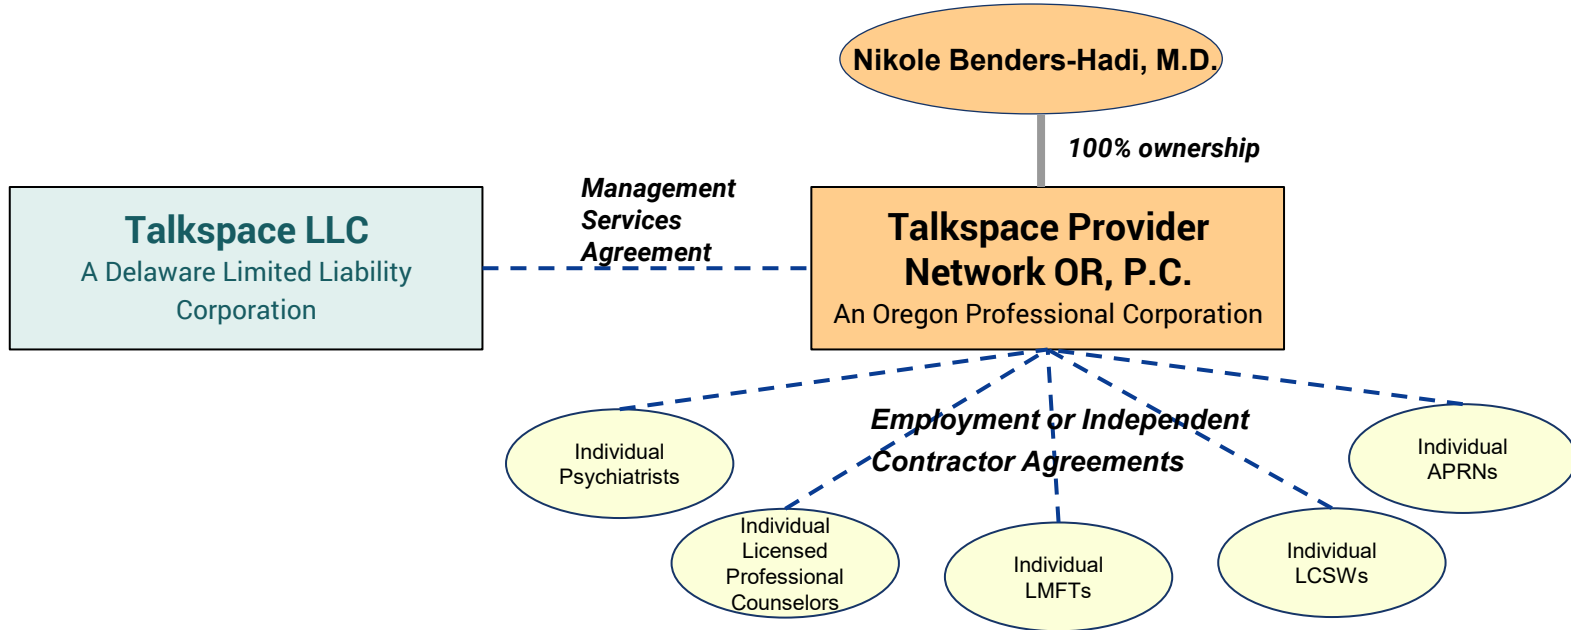 Nikole Benders-Hadi, M.D.
100% ownership
Talkspace LLC
A Delaware Limited Liability
Corporation
Management
Services
Agreement
Talkspace Provider
Network OR, P.C.
An Oregon Professional Corporation
Employment or Independent
Contractor Agreements
Individual
Psychiatrists
Individual
Licensed
Professional
Counselors
Individual
LMFTs
Individual
LCSWs
Individual
APRNs